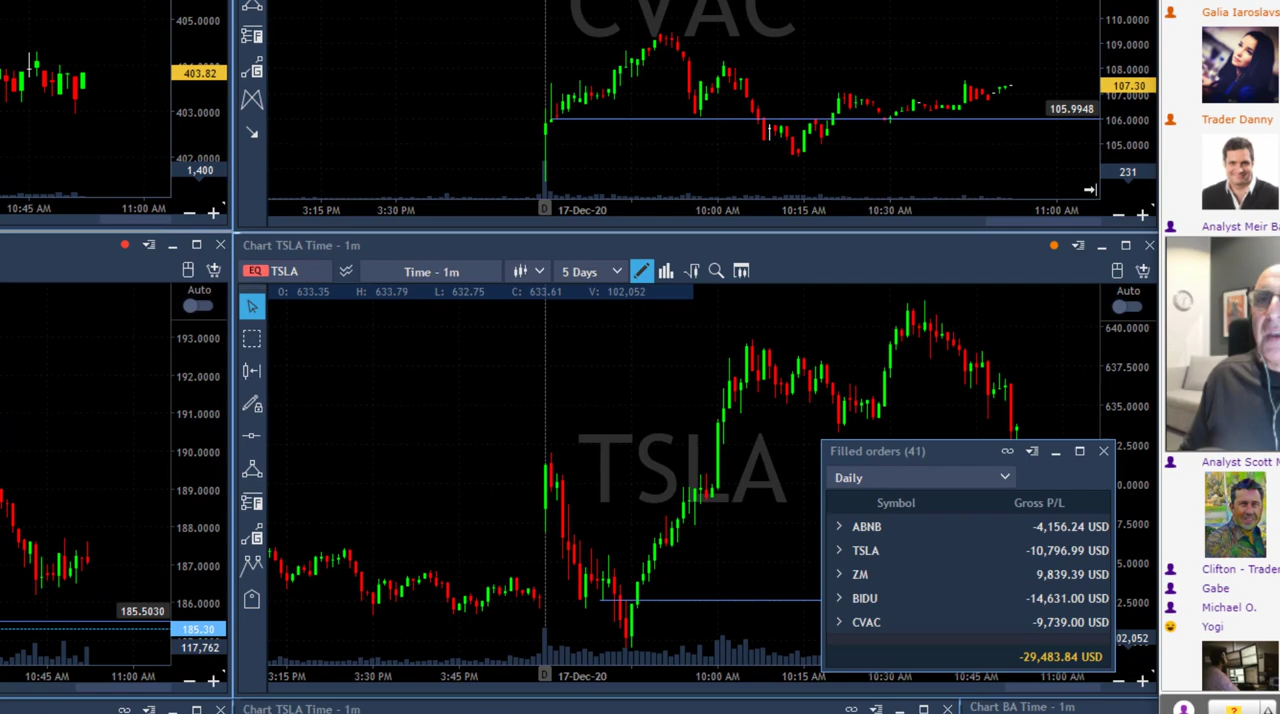 405.0000
403.82
403.0000
402.0000
1,400
10:45 AM 11:00 AM
CVAC
110.0000
109.0000
108.0000
107.30
107.0000
105.9948
106.0000
105.0000
231
3:15 PM 3:30 PM D 17-Dec-20 10:00 AM 10:15 AM 10:30 AM 11:00 AM
Auto
193.0000
192.0000
191.0000
190.0000
189.0000
188.0000
187.0000
186.0000
185.5030
185.30
117,762
10:45 AM 11:00 AM
Chart TSLA Time - 1m
EQ TSLA Time - 1m 5 Days
O: 633.35 H: 633.79 L: 632.75 C: 633.61 V: 102,052
Auto
640.0000
637.5000
635.0000
TSLA
Filled orders (41)
Daily
Symbol Gross P/L
ABNB -4,156.24 USD
TSLA -10,796.99 USD
ZM 9,839.39 USD
BIDU -14,631.00 USD
CVAC -9,739.00 USD
-29,483.84 USD
3:15 PM 3:30 PM 3:45 PM D 17-Dec-20 10:00 AM 10:15 AM 10:30 AM 10:45 AM 11:00 AM
Chart TSLA Time - 1m
Chart BA Time - 1m
Galia Iaroslavs
Trader Danny
Analyst Meir Ba
Analyst Scott M
Clifton - Trader
Gabe
Michael O.
Yogi